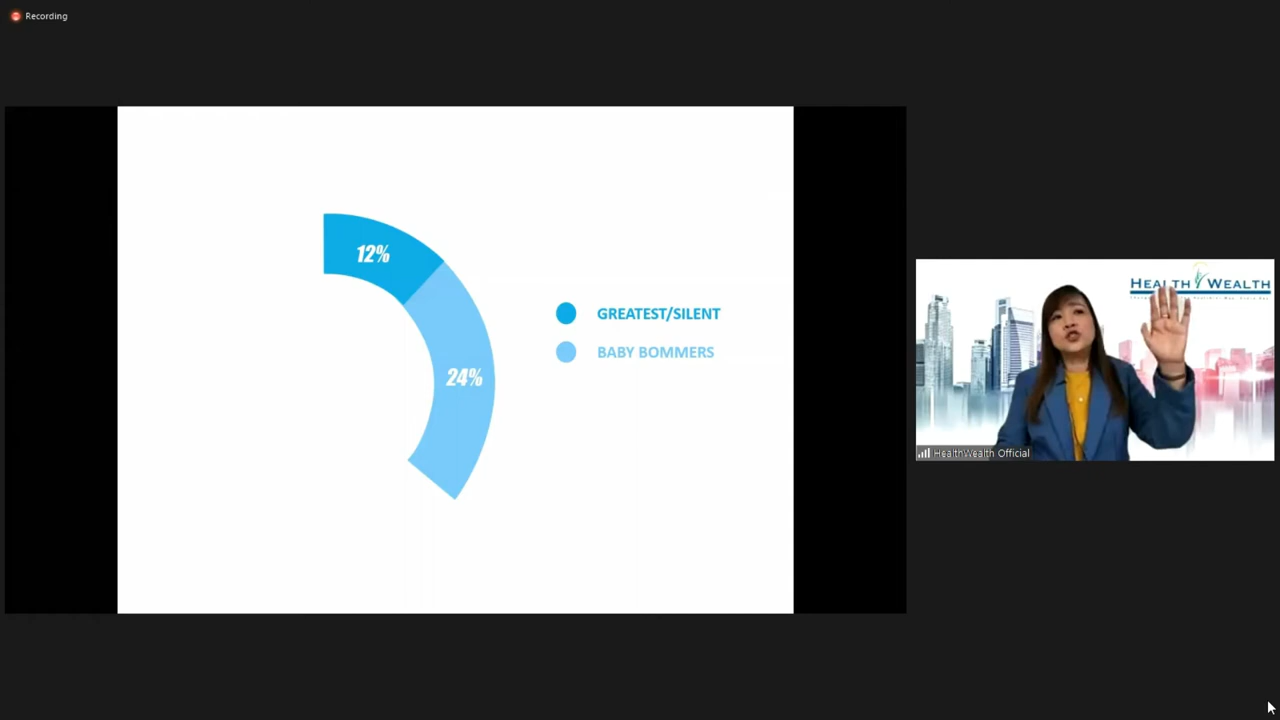 Recording
12%
24%
GREATEST/SILENT
BABY BOMMERS
HEALTH WEALTH
HealthWealth Official